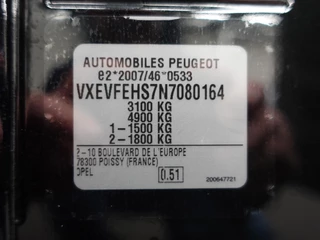 AUTOMOBILES PEUGEOT
e2*2007/46*0533
VXEVFEHS7N7080164
3100 KG
4900 KG
1-1500 KG
2-1800 KG
2-10 BOULEVARD DE L'EUROPE
78300 POISSY (FRANCE)
OPEL 0.51
200647721